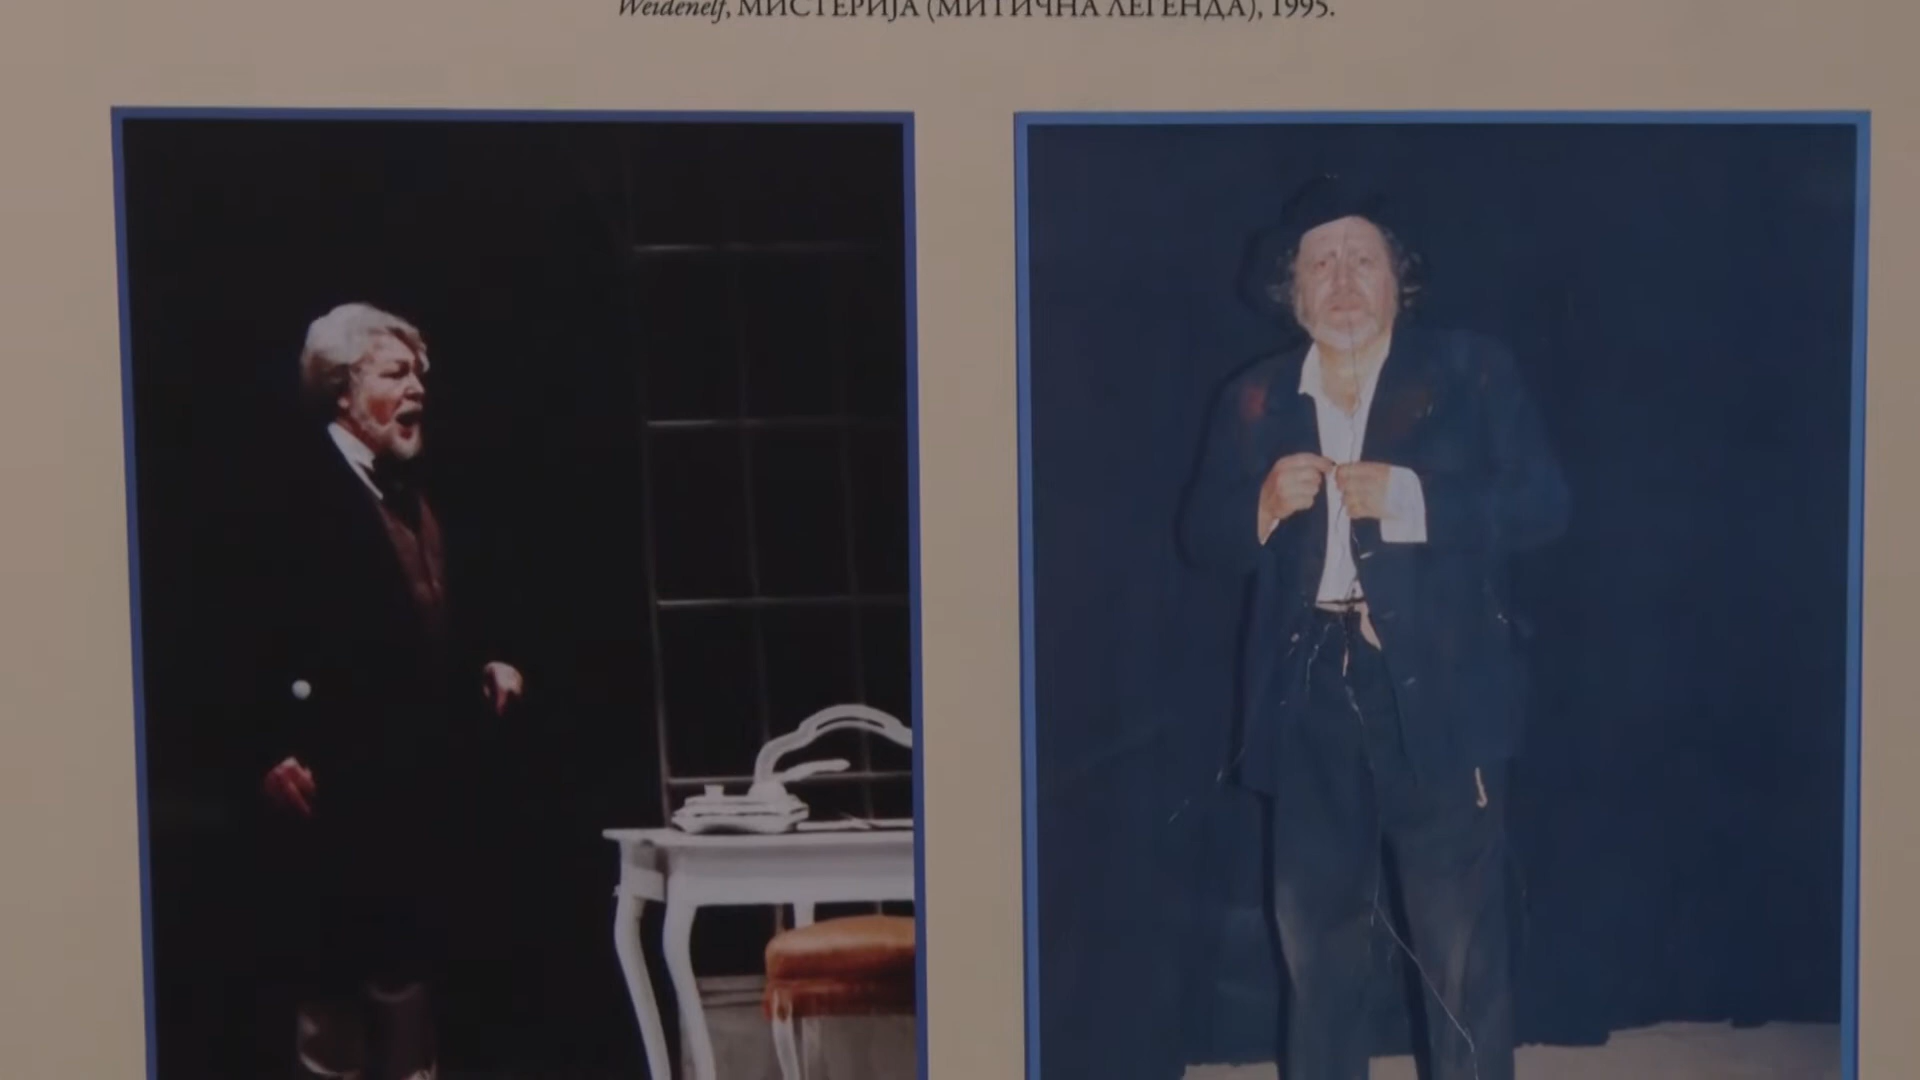 Weidenelf, МИСТЕРИЈА (МИТИЧНА ЛЕГЕНДА), 1995.